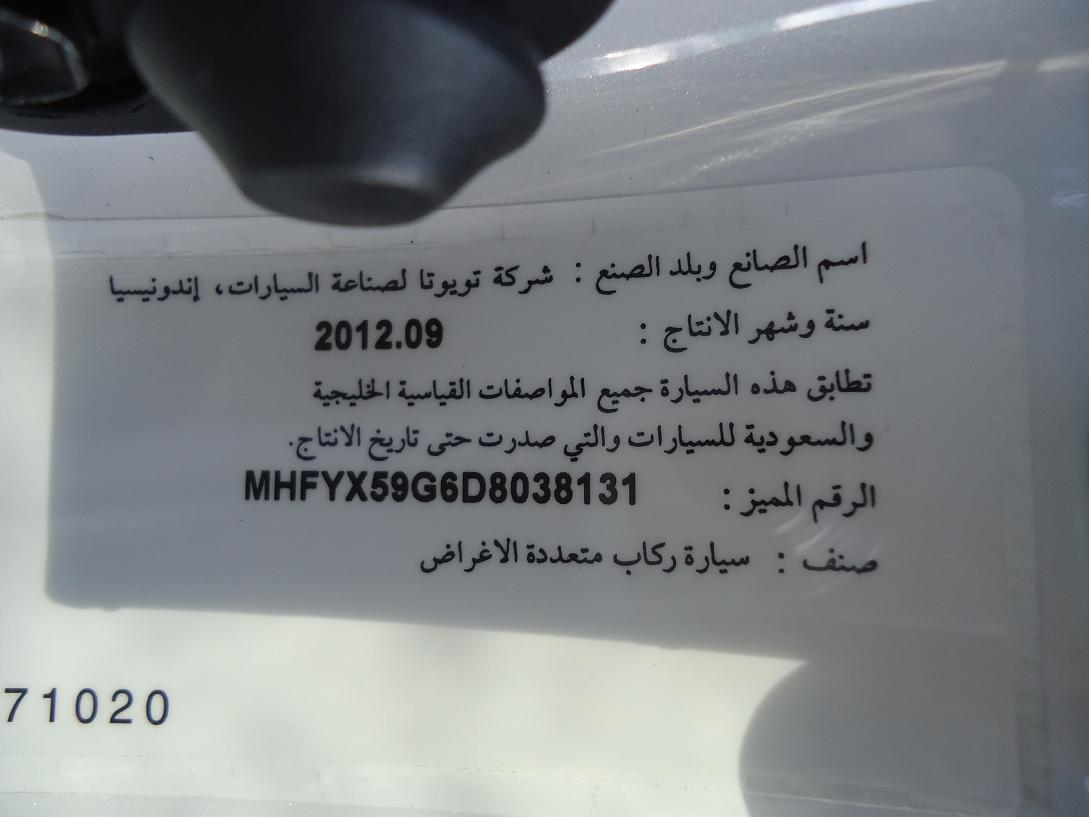 اسم الصانع وبلد الصنع : شركة تويوتا لصناعة السيارات، إندونيسيا
سنة وشهر الانتاج : 2012.09
تطابق هذه السيارة جميع المواصفات القياسية الخليجية
والسعودية للسيارات والتي صدرت حتى تاريخ الانتاج.
الرقم المميز : MHFYX59G6D8038131
صنف : سيارة ركاب متعددة الاغراض
71020